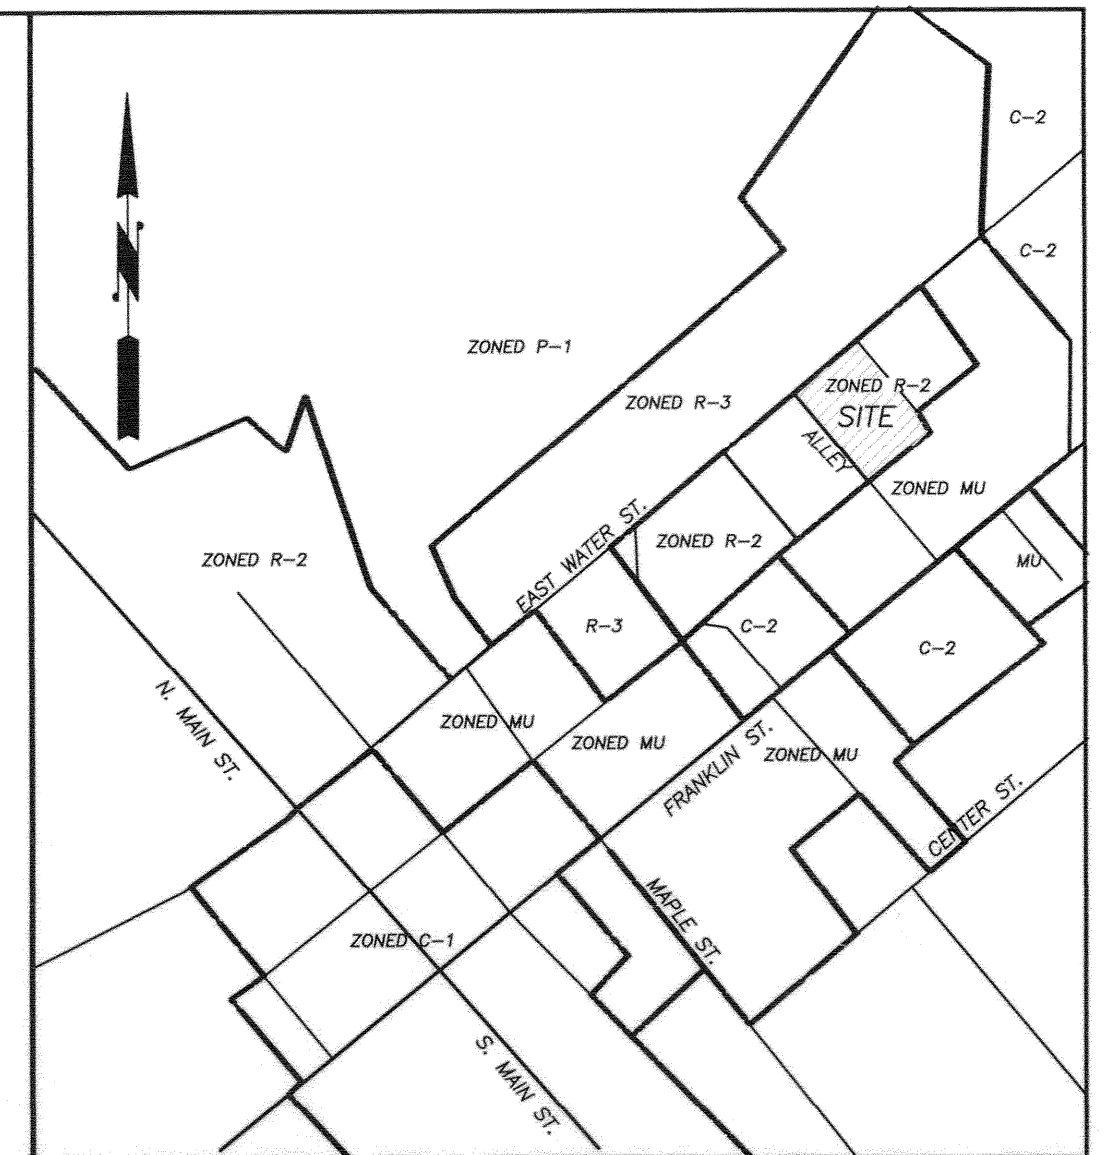 C-2
C-2
ZONED P-1
ZONED R-3
ZONED R-2
SITE
ALLEY
ZONED MU
EAST WATER ST.
ZONED R-2
ZONED R-2
MU
R-3
C-2
C-2
N. MAIN ST.
ZONED MU
ZONED MU
FRANKLIN ST.
ZONED MU
CENTER ST.
MAPLE ST.
ZONED C-1
S. MAIN ST.
N